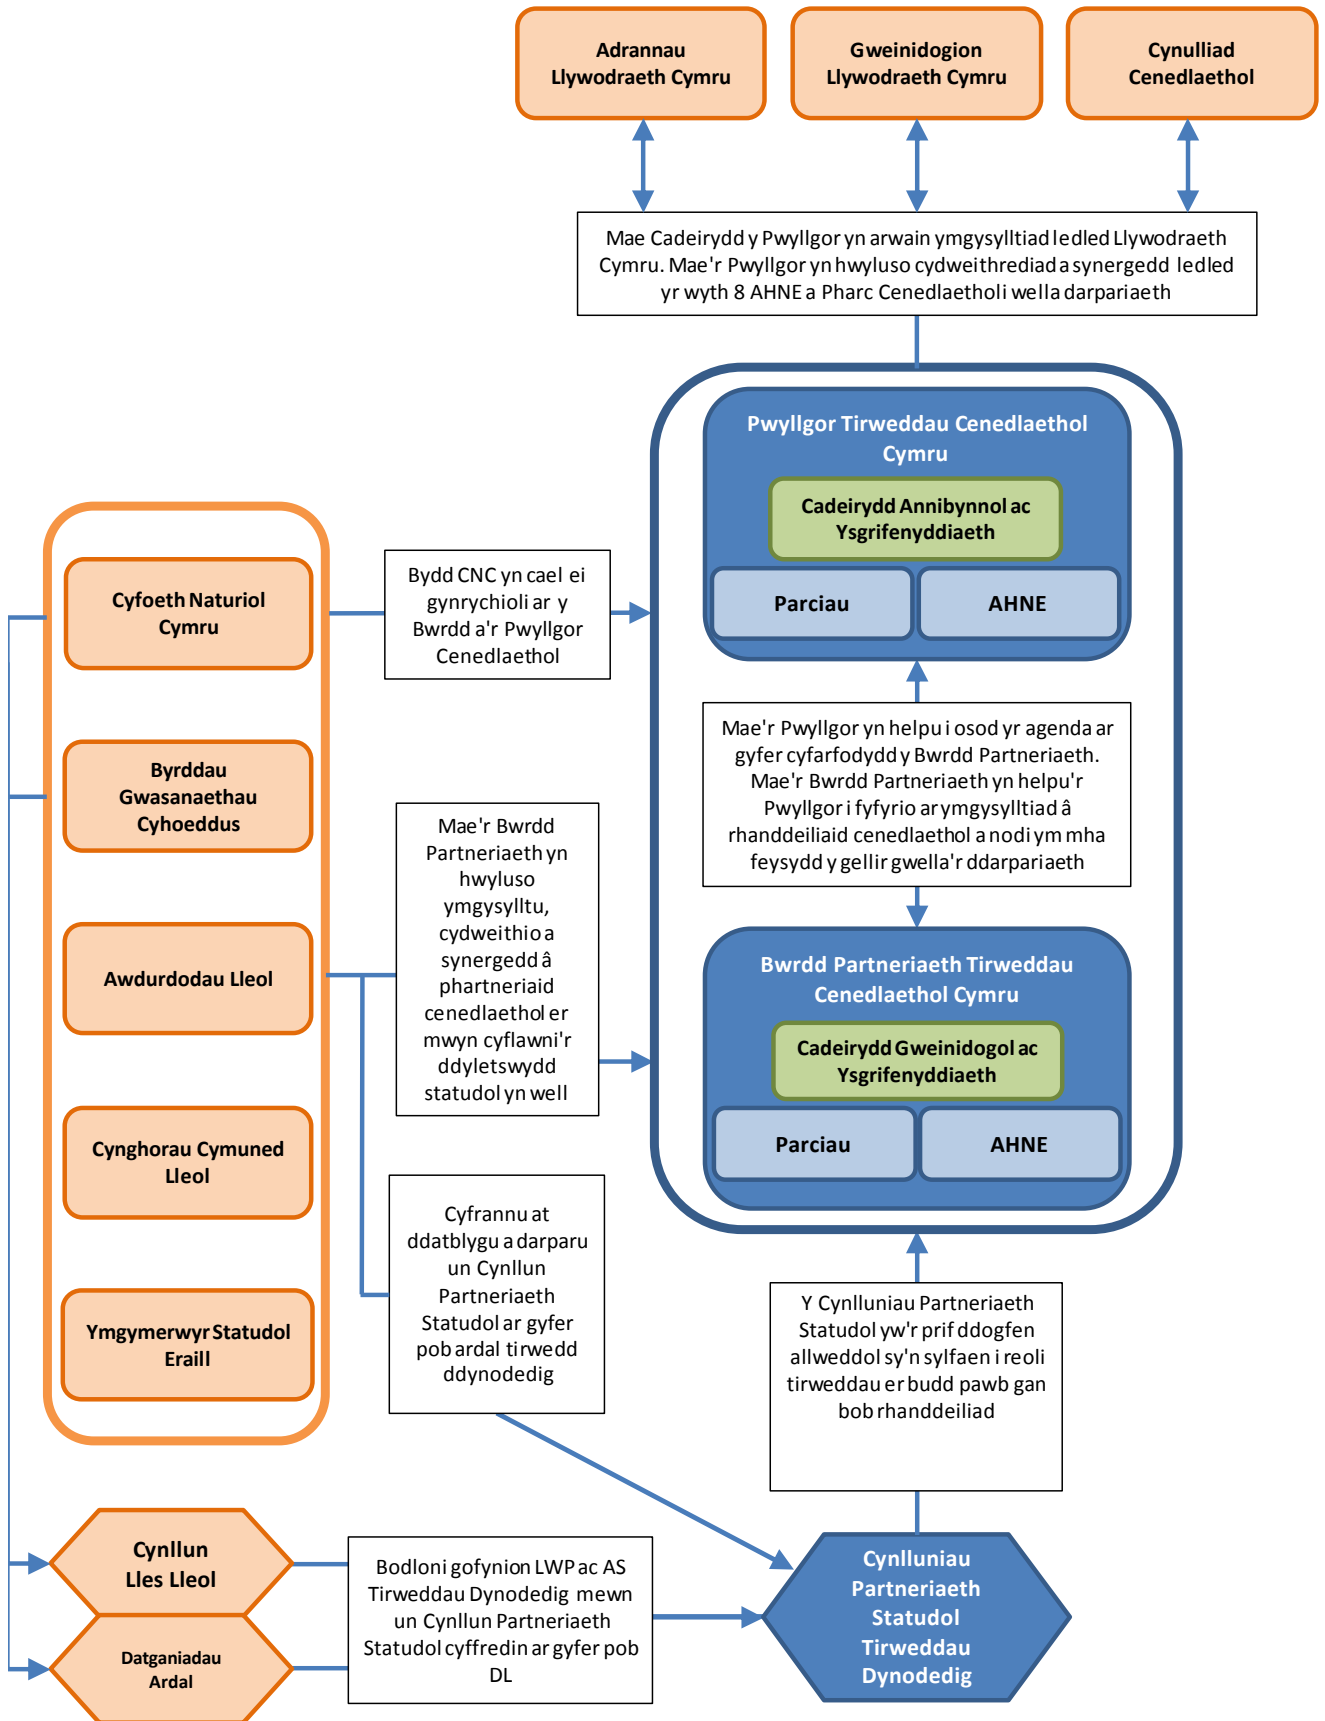 Adrannau
Llywodraeth Cymru
Gweinidogion
Llywodraeth Cymru
Cynulliad
Cenedlaethol
Mae Cadeirydd y Pwyllgor yn arwain ymgysylltiad ledled Llywodraeth
Cymru. Mae'r Pwyllgor yn hwyluso cydweithrediad a synergedd ledled
yr wyth 8 AHNE a Pharc Cenedlaethol i wella darpariaeth
Pwyllgor Tirweddau Cenedlaethol
Cymru
Cadeirydd Annibynnol ac
Ysgrifenyddiaeth
Parciau
AHNE
Cyfoeth Naturiol
Cymru
Bydd CNC yn cael ei
gynrychioli ar y
Bwrdd a'r Pwyllgor
Cenedlaethol
Mae'r Pwyllgor yn helpu i osod yr agenda ar
gyfer cyfarfodydd y Bwrdd Partneriaeth.
Mae'r Bwrdd Partneriaeth yn helpu'r
Pwyllgor i fyfyrio ar ymgysylltiad â
rhanddeiliaid cenedlaethol a nodi ym mha
feysydd y gellir gwella'r ddarpariaeth
Byrddau
Gwasanaethau
Cyhoeddus
Mae'r Bwrdd
Partneriaeth yn
hwyluso
ymgysylltu,
cydweithio a
synergedd â
phartneriaid
cenedlaethol er
mwyn cyflawni'r
ddyletswydd
statudol yn well
Awdurdodau Lleol
Bwrdd Partneriaeth Tirweddau
Cenedlaethol Cymru
Cadeirydd Gweinidogol ac
Ysgrifenyddiaeth
Parciau
AHNE
Cynghorau Cymuned
Lleol
Cyfrannu at
ddatblygu a darparu
un Cynllun
Partneriaeth
Statudol ar gyfer
pob ardal tirwedd
ddynodedig
Ymgymerwyr Statudol
Eraill
Y Cynlluniau Partneriaeth
Statudol yw'r prif ddogfen
allweddol sy'n sylfaen i reoli
tirweddau er budd pawb gan
bob rhanddeiliad
Cynllun
Lles Lleol
Datganiadau
Ardal
Bodloni gofynion LWP ac AS
Tirweddau Dynodedig mewn
un Cynllun Partneriaeth
Statudol cyffredin ar gyfer pob
DL
Cynlluniau
Partneriaeth
Statudol
Tirweddau
Dynodedig